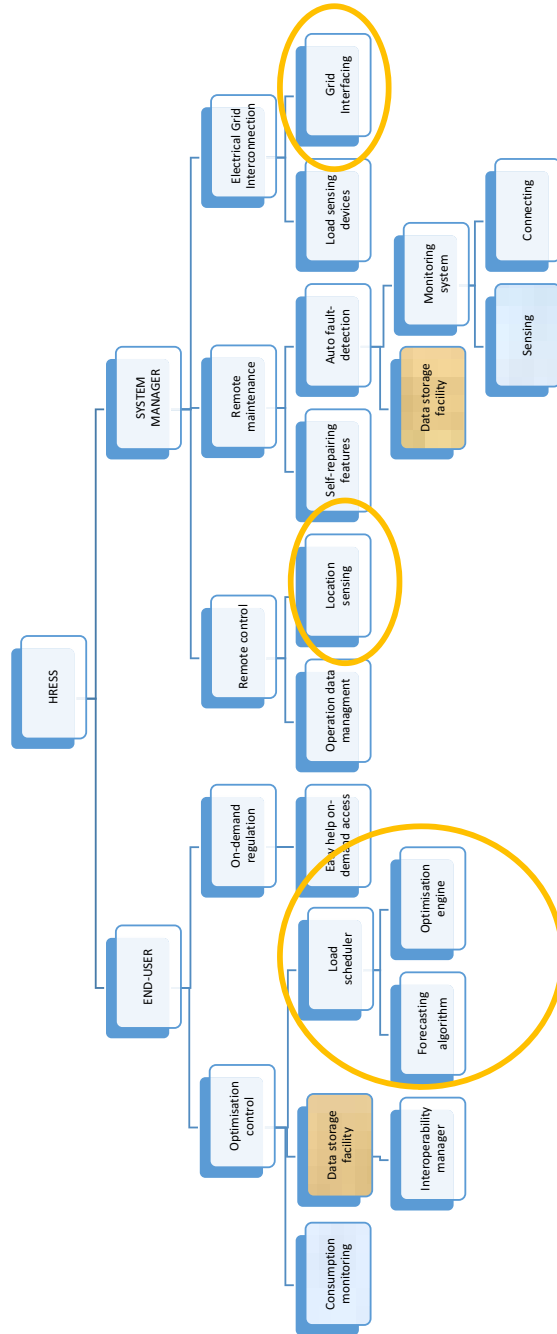 HRESS
END-USER
SYSTEM
MANAGER
Optimisation
control
On-demand
regulation
Remote control
Remote
maintenance
Electrical Grid
Interconnection
Consumption
monitoring
Data storage
facility
Load
scheduler
Easy help on-
demand access
Operation data
managment
Location
sensing
Self-repairing
features
Auto fault-
detection
Load sensing
devices
Grid
Interfacing
Interoperability
manager
Forecasting
algorithm
Optimisation
engine
Data storage
facility
Monitoring
system
Sensing
Connecting